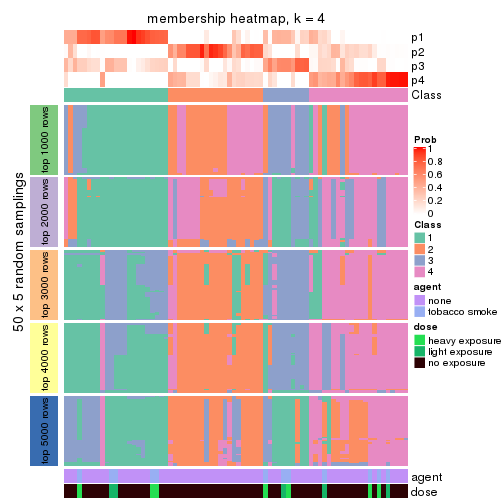 membership heatmap, k = 4
p1
p2
p3
p4
Class
50 x 5 random samplings
top 1000 rows
top 2000 rows
top 3000 rows
top 4000 rows
top 5000 rows
agent
dose
Prob
1
0.8
0.6
0.4
0.2
0
Class
1
2
3
4
agent
none
tobacco smoke
dose
heavy exposure
light exposure
no exposure